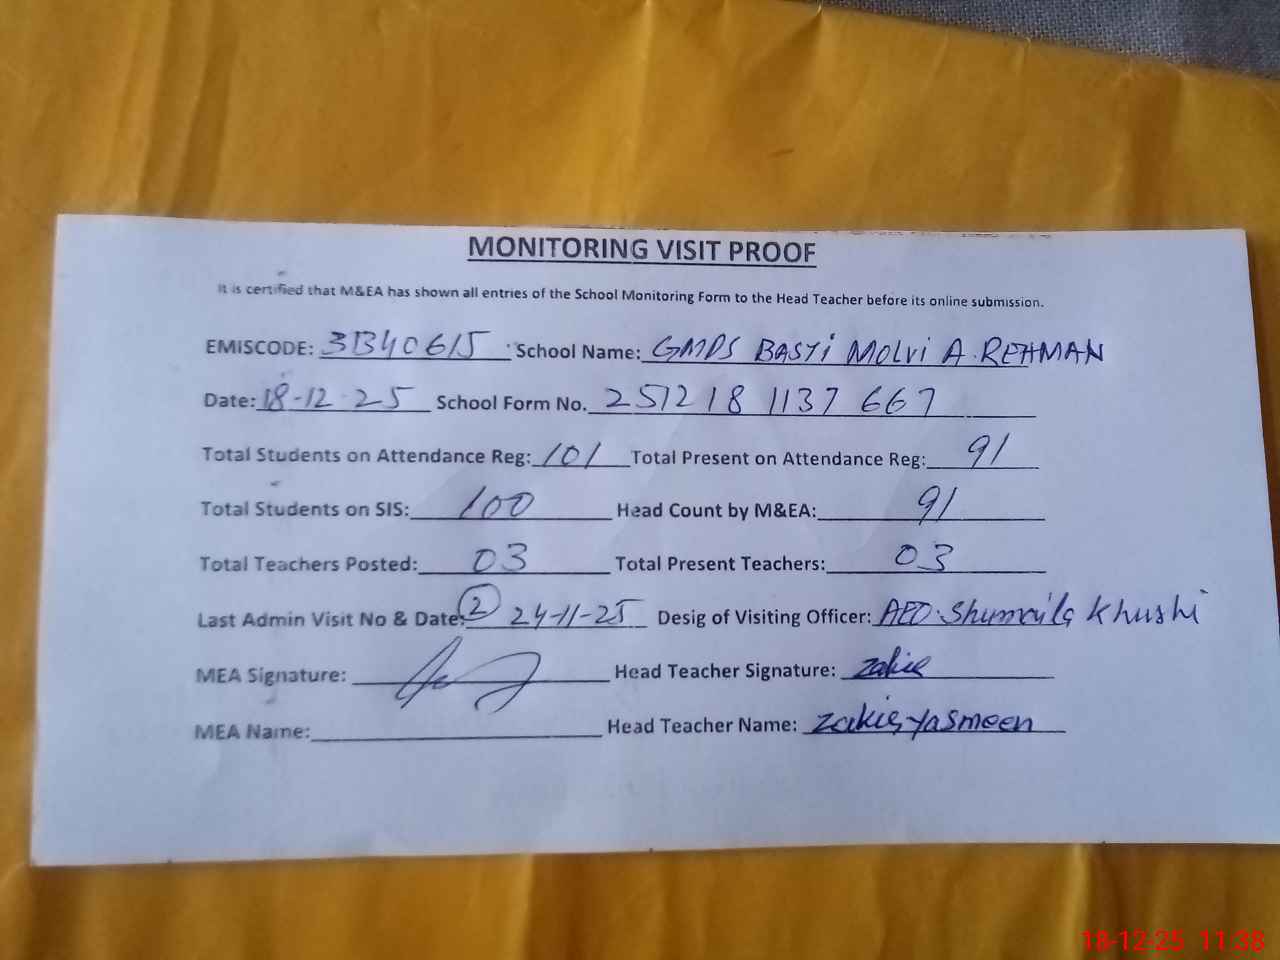 MONITORING VISIT PROOF
It is certified that M&EA has shown all entries of the School Monitoring Form to the Head Teacher before its online submission.
EMISCODE: 31340615 School Name: GMPS BASTi MOLVi A. REHMAN
Date: 18-12-25 School Form No. 251218 1137 667
Total Students on Attendance Reg: 101 Total Present on Attendance Reg: 91
Total Students on SIS: 100 Head Count by M&EA: 91
Total Teachers Posted: 03 Total Present Teachers: 03
Last Admin Visit No & Date: 2 24-11-25 Desig of Visiting Officer: AEO. Shumaila Khushi
MEA Signature: Head Teacher Signature: Zakia
MEA Name: Head Teacher Name: Zakia Yasmeen
18-12-25 11:38